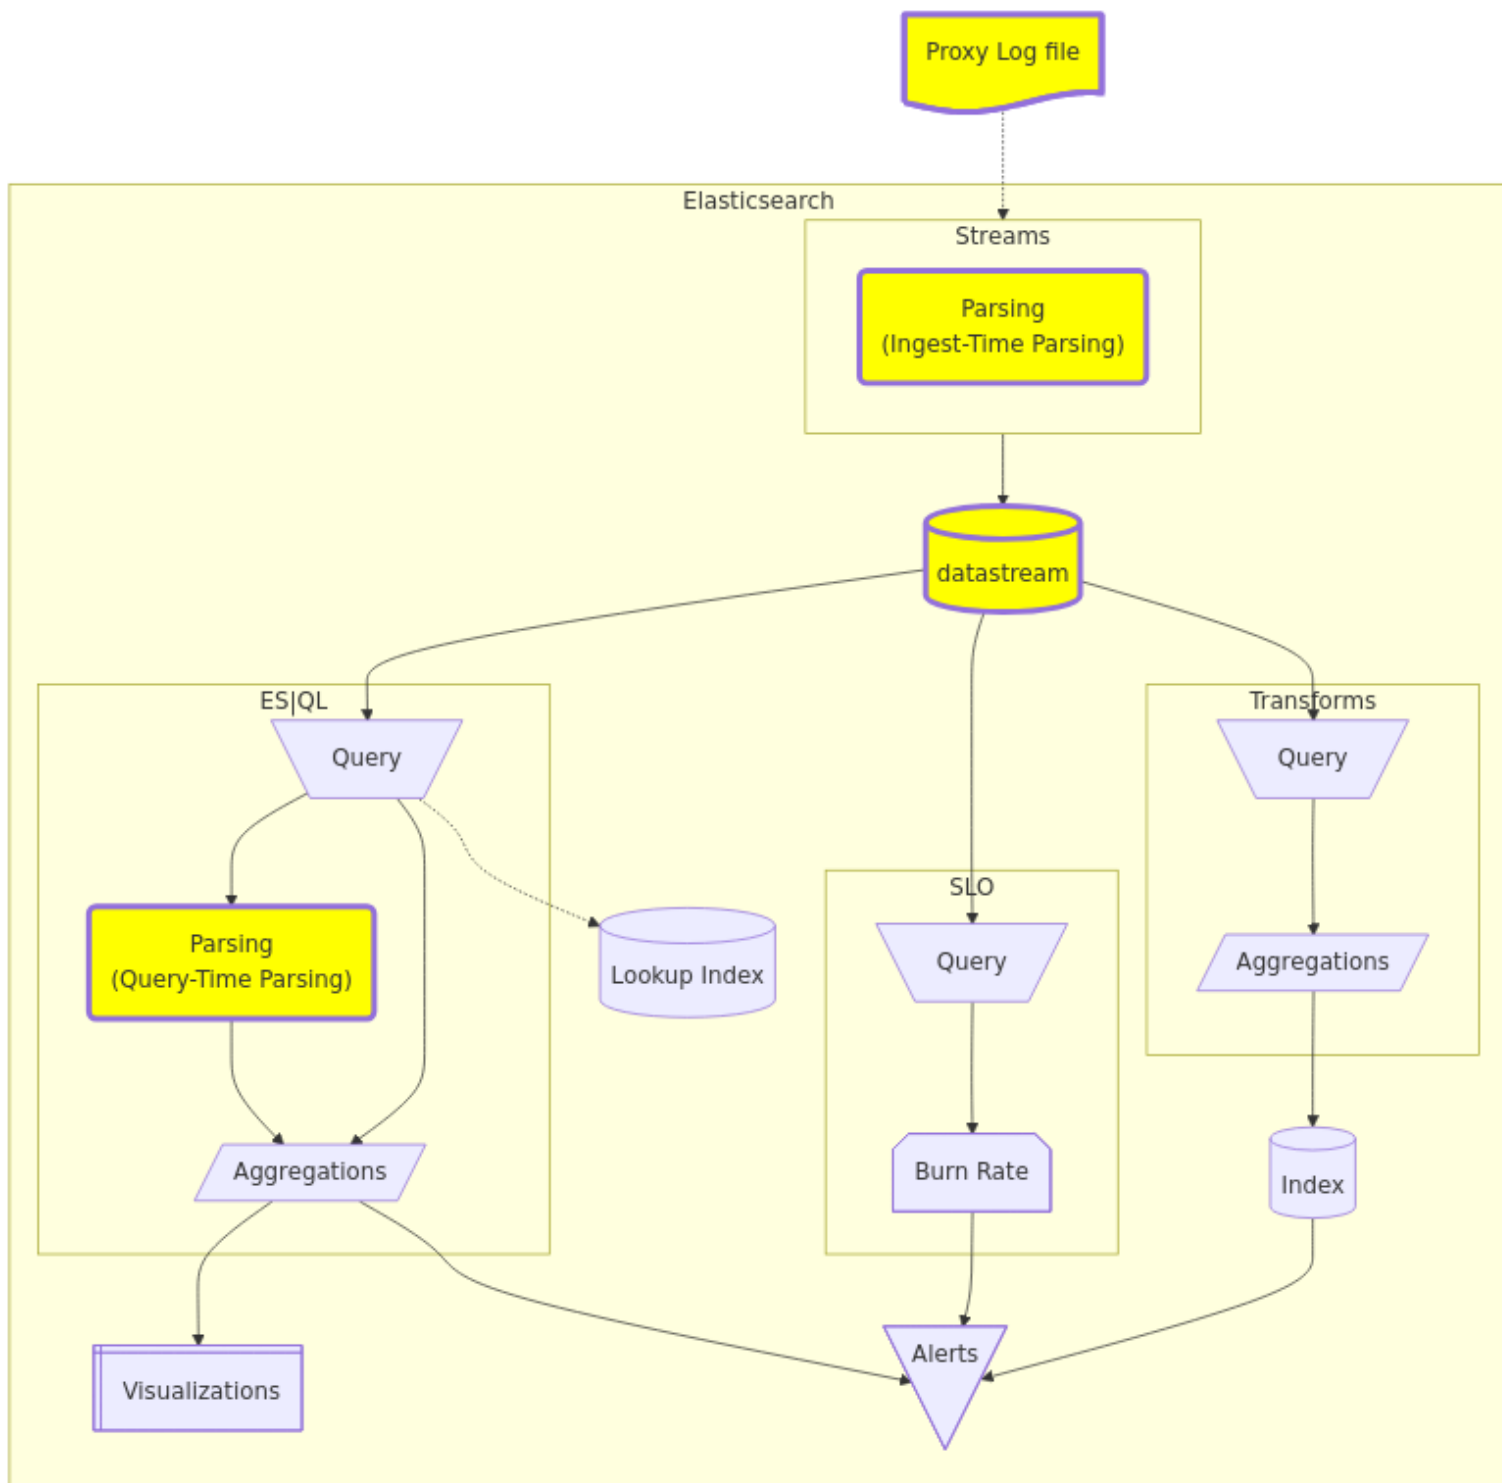 Proxy Log file
Elasticsearch
Streams
Parsing
(Ingest-Time Parsing)
datastream
ES|QL
Query
Transforms
Query
SLO
Query
Parsing
(Query-Time Parsing)
Lookup Index
Aggregations
Aggregations
Burn Rate
Index
Alerts
Visualizations